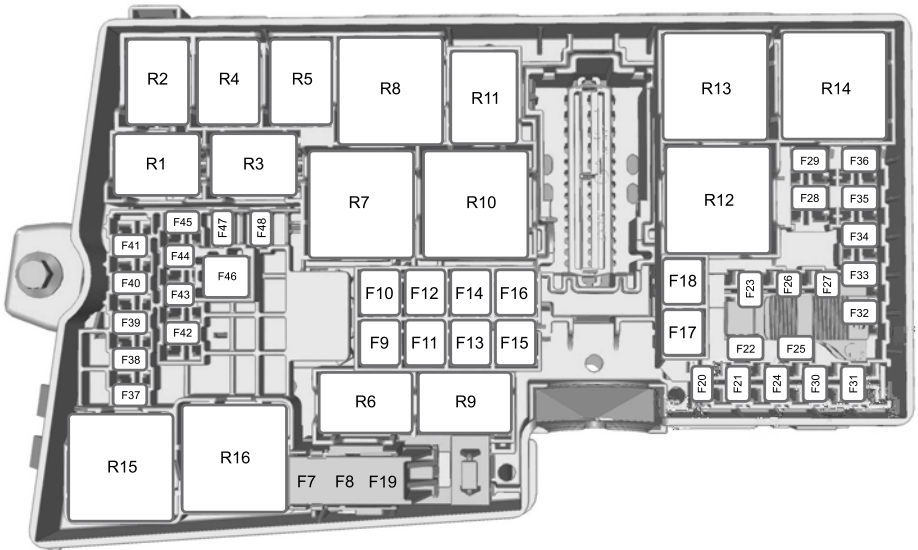 R2 R4 R5 R8 R11 R13 R14
R1 R3 R7 R10 R12 F29 F36
F28 F35
F45 F47 F48
F41 F44 F34
F40 F46 F18 F23 F26 F27 F33
F43 F10 F12 F14 F16
F39 F42 F9 F11 F13 F15 F17 F32
F38 F22 F25
F37 R6 R9 F20 F21 F24 F30 F31
R15 R16 F7 F8 F19